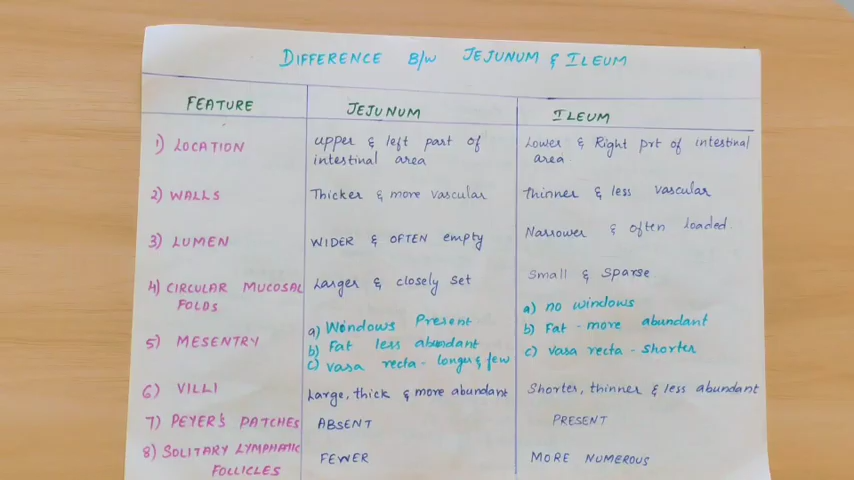 DIFFERENCE B/w JEJUNUM & ILEUM
FEATURE JEJUNUM ILEUM
1) LOCATION upper & left part of intestinal area Lower & Right prt of intestinal area
2) WALLS Thicker & more vascular Thinner & less vascular
3) LUMEN WIDER & OFTEN empty Narrower & often loaded
4) CIRCULAR MUCOSAL FOLDS Larger & closely set Small & sparse
5) MESENTRY
a) Windows Present
b) Fat less abundant
c) vasa recta - longer & few
a) no windows
b) Fat - more abundant
c) vasa recta - shorter
6) VILLI Large, thick & more abundant Shorter, thinner & less abundant
7) PEYER'S PATCHES ABSENT PRESENT
8) SOLITARY LYMPHATIC FOLLICLES FEWER MORE NUMEROUS